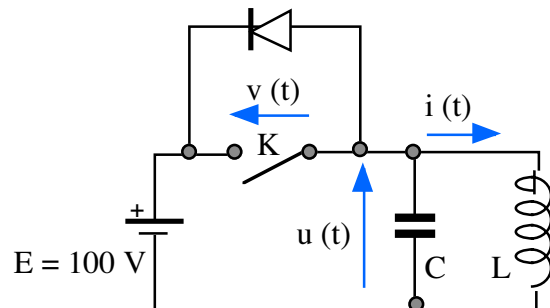 v (t)
i (t)
K
+
u (t)
E = 100 V
C
L